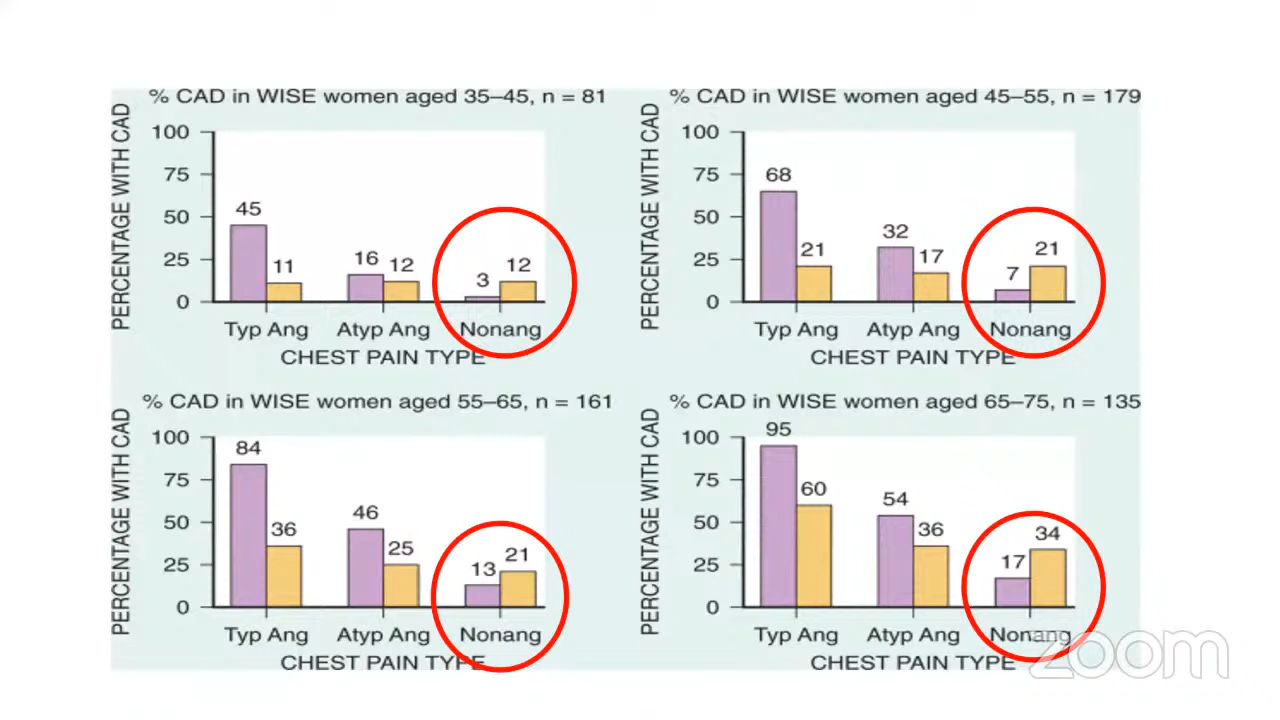 % CAD in WISE women aged 35–45, n = 81
PERCENTAGE WITH CAD
100
75
50
25
0
45
11
16
12
3
12
Typ Ang
Atyp Ang
Nonang
CHEST PAIN TYPE
% CAD in WISE women aged 45–55, n = 179
PERCENTAGE WITH CAD
100
75
50
25
0
68
21
32
17
7
21
Typ Ang
Atyp Ang
Nonang
CHEST PAIN TYPE
% CAD in WISE women aged 55–65, n = 161
PERCENTAGE WITH CAD
100
75
50
25
0
84
36
46
25
13
21
Typ Ang
Atyp Ang
Nonang
CHEST PAIN TYPE
% CAD in WISE women aged 65–75, n = 135
PERCENTAGE WITH CAD
100
75
50
25
0
95
60
54
36
17
34
Typ Ang
Atyp Ang
Nonang
CHEST PAIN TYPE
zoom